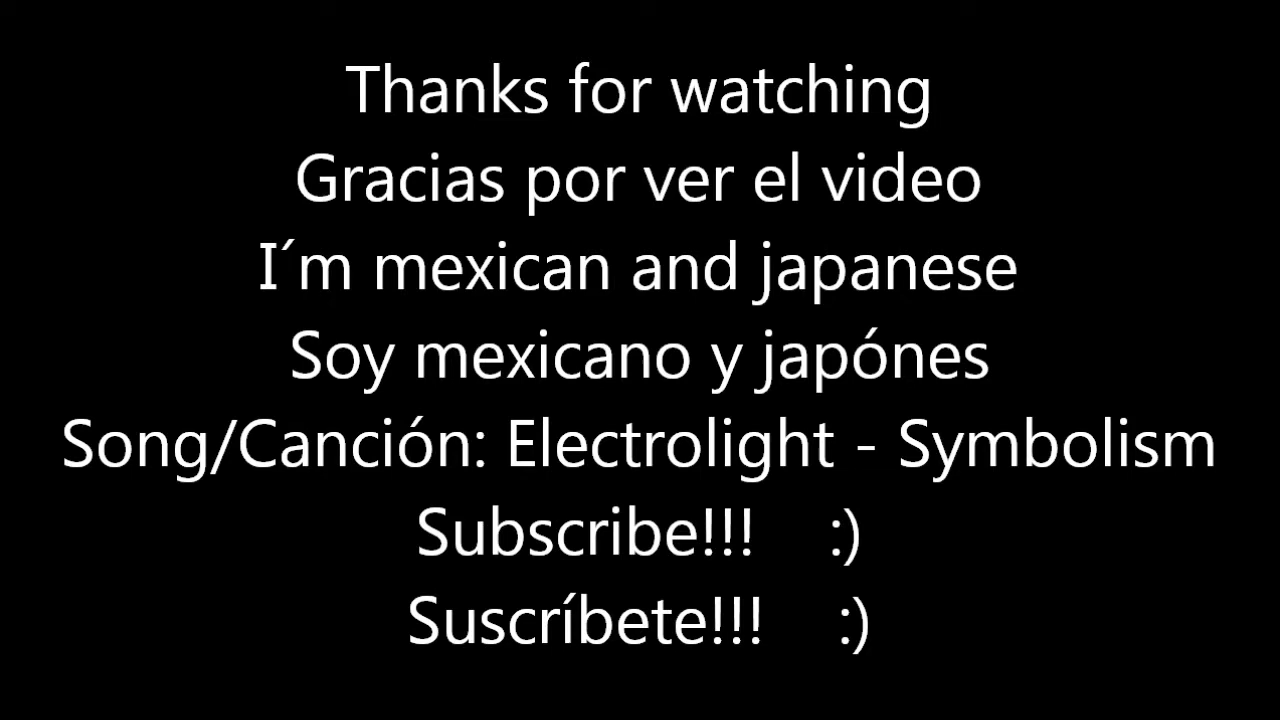 Thanks for watching
Gracias por ver el video
I´m mexican and japanese
Soy mexicano y japónes
Song/Canción: Electrolight - Symbolism
Subscribe!!! :)
Suscríbete!!! :)